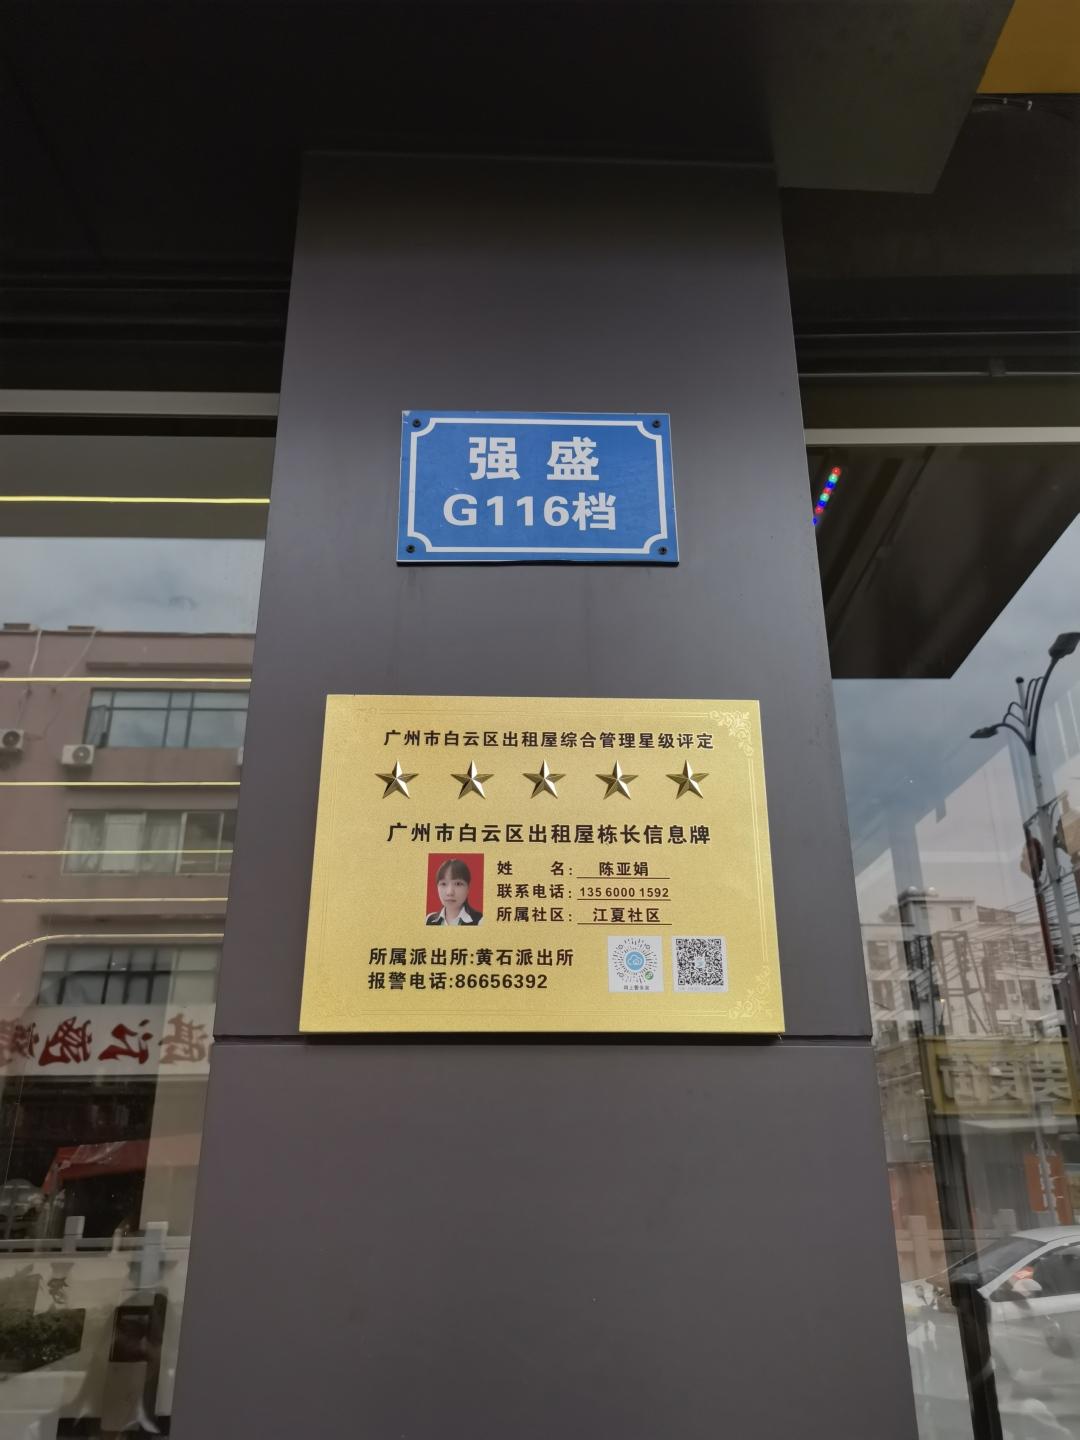 强盛
G116档
广州市白云区出租屋综合管理星级评定
广州市白云区出租屋栋长信息牌
姓 名: 陈亚娟
联系电话: 135 6000 1592
所属社区: 江夏社区
所属派出所:黄石派出所
报警电话:86656392